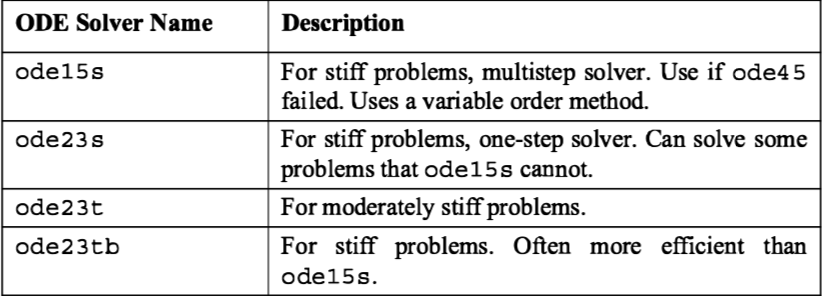 ODE Solver Name Description
ode15s For stiff problems, multistep solver. Use if ode45
failed. Uses a variable order method.
ode23s For stiff problems, one-step solver. Can solve some
problems that ode15s cannot.
ode23t For moderately stiff problems.
ode23tb For stiff problems. Often more efficient than
ode15s.